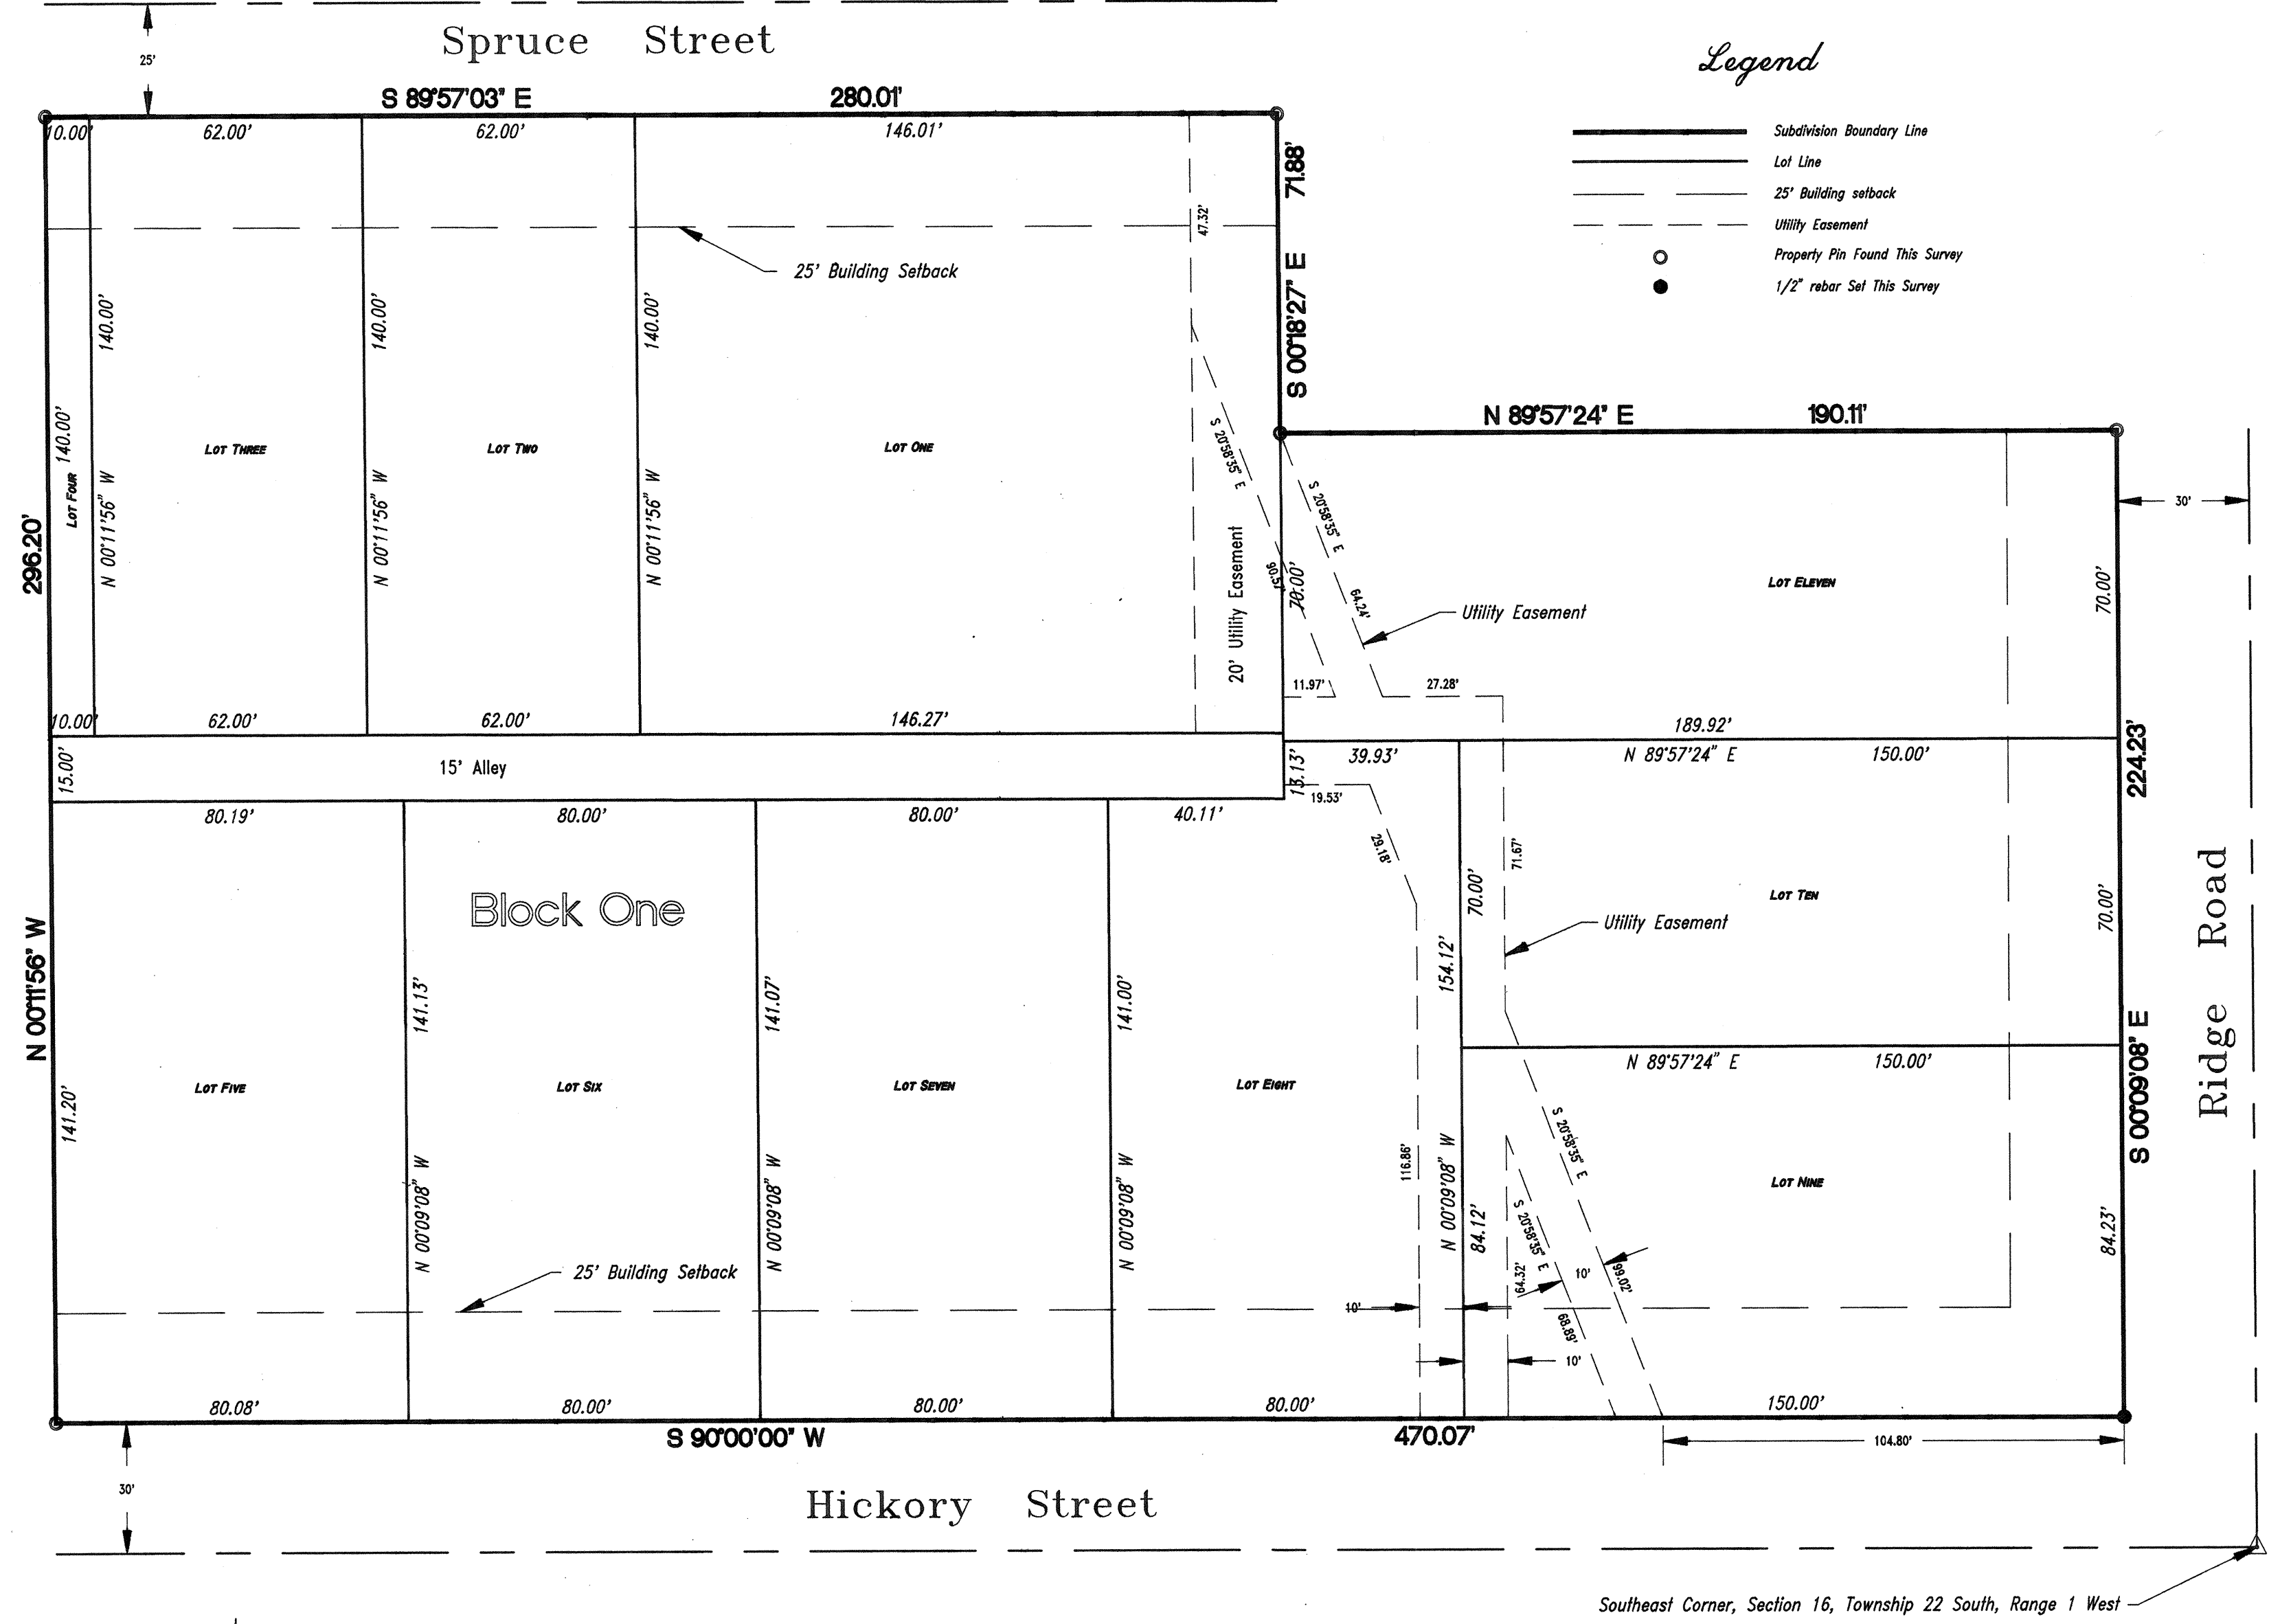 Spruce Street
25'
S 89°57'03" E 280.01'
10.00' 62.00' 62.00' 146.01'
71.88'
S 00°18'27" E
47.32'
25' Building Setback
Legend
Subdivision Boundary Line
Lot Line
25' Building setback
Utility Easement
Property Pin Found This Survey
1/2" rebar Set This Survey
N 89°57'24" E 190.11'
30'
296.20'
N 00°11'56" W
LOT FOUR 140.00'
140.00'
N 00°11'56" W
LOT THREE
140.00'
N 00°11'56" W
LOT TWO
140.00'
N 00°11'56" W
LOT ONE
S 20°58'35" E
90.57'
20' Utility Easement
70.00'
S 20°58'35" E
64.24'
Utility Easement
LOT ELEVEN
70.00'
11.97' 27.28'
10.00' 62.00' 62.00' 146.27'
189.92'
15.00'
15' Alley
13.13'
39.93' N 89°57'24" E 150.00'
19.53'
29.18'
224.23'
S 00°09'08" E
80.19' 80.00' 80.00' 40.11'
Block One
141.20'
LOT FIVE
141.13'
N 00°09'08" W
LOT SIX
141.07'
N 00°09'08" W
LOT SEVEN
141.00'
N 00°09'08" W
LOT EIGHT
116.86'
154.12'
N 00°09'08" W
70.00'
71.67'
LOT TEN
70.00'
Utility Easement
N 89°57'24" E 150.00'
S 20°58'35" E
99.02'
LOT NINE
84.12'
84.23'
S 20°58'35" E
68.89'
64.32'
10'
10'
10'
25' Building Setback
80.08' 80.00' 80.00' 80.00' 150.00'
S 90°00'00" W 470.07'
104.80'
30'
Hickory Street
Ridge Road
Southeast Corner, Section 16, Township 22 South, Range 1 West